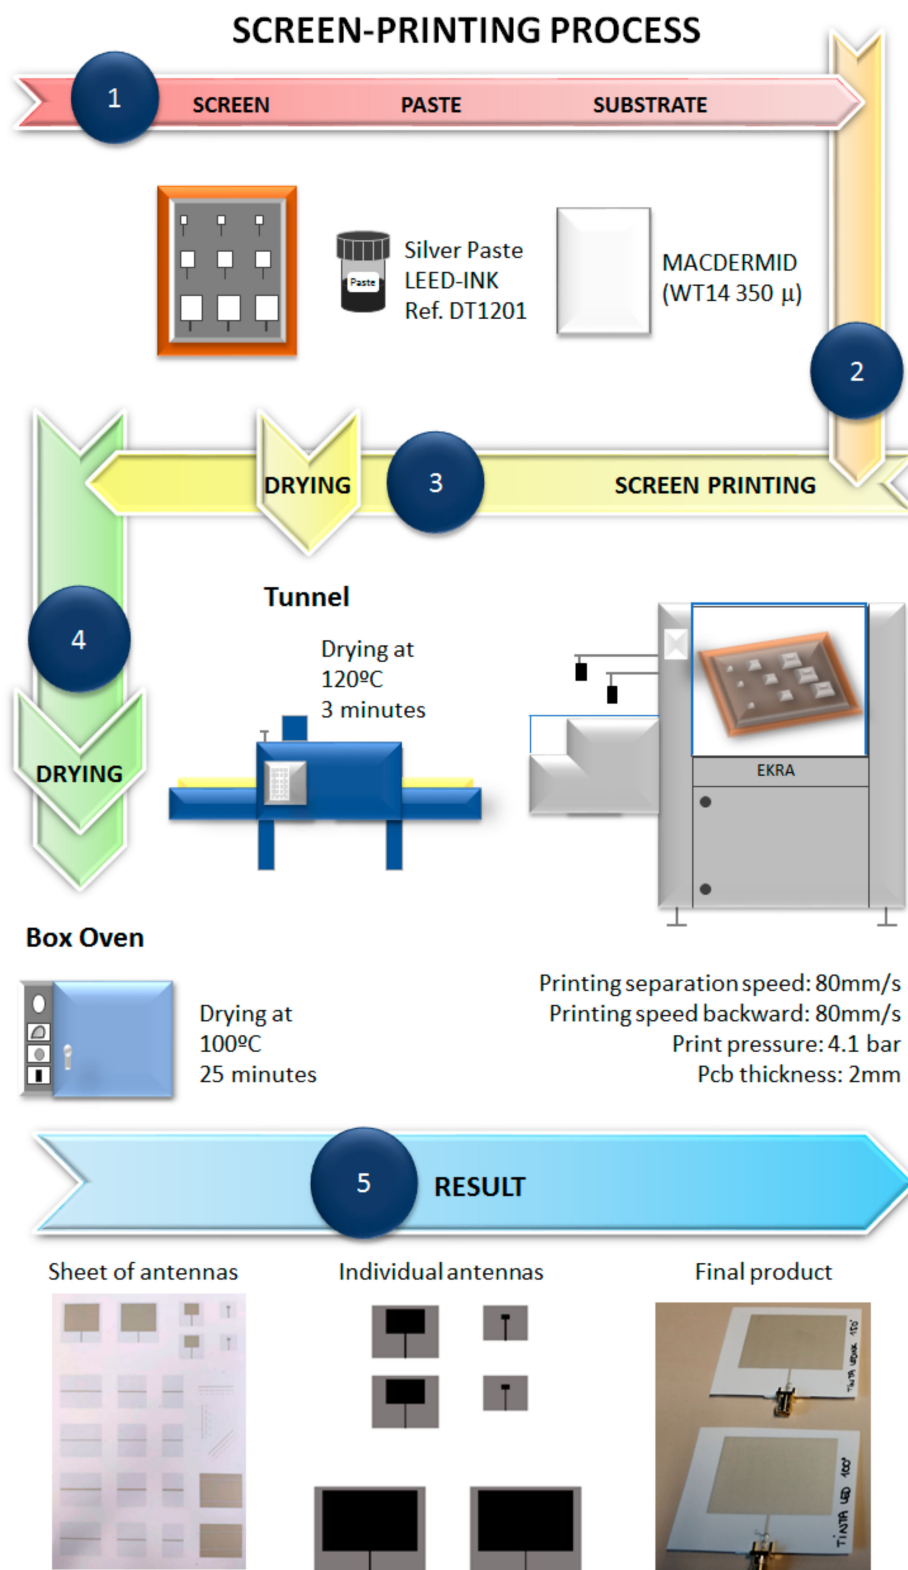 SCREEN-PRINTING PROCESS
1
SCREEN
PASTE
SUBSTRATE
Paste
Silver Paste
LEED-INK
Ref. DT1201
MACDERMID
(WT14 350 µ)
2
DRYING
3
SCREEN PRINTING
Tunnel
Drying at
120ºC
3 minutes
4
DRYING
EKRA
Box Oven
Drying at
100ºC
25 minutes
Printing separation speed: 80mm/s
Printing speed backward: 80mm/s
Print pressure: 4.1 bar
Pcb thickness: 2mm
5
RESULT
Sheet of antennas
Individual antennas
Final product
TINTA LED 100°